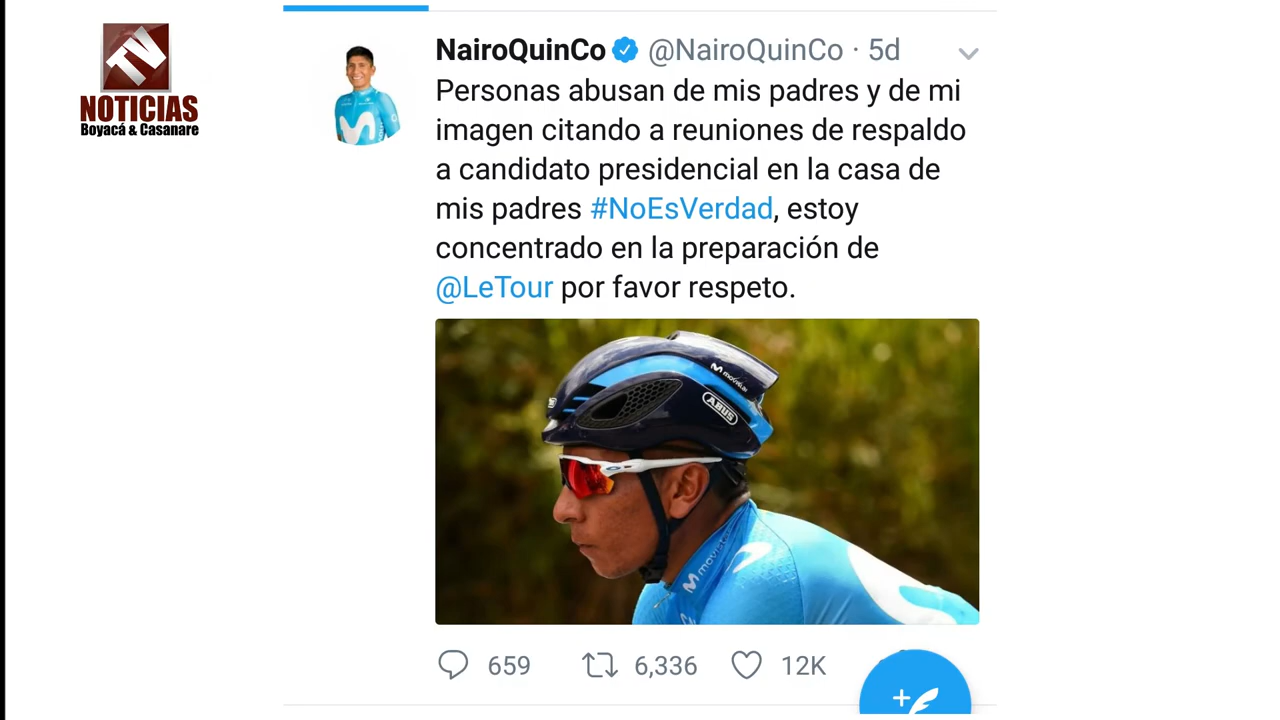 NOTICIAS
Boyacá & Casanare
NairoQuinCo @NairoQuinCo · 5d
Personas abusan de mis padres y de mi
imagen citando a reuniones de respaldo
a candidato presidencial en la casa de
mis padres #NoEsVerdad, estoy
concentrado en la preparación de
@LeTour por favor respeto.
M movistar
ABUS
M movistar
659 6,336 12K